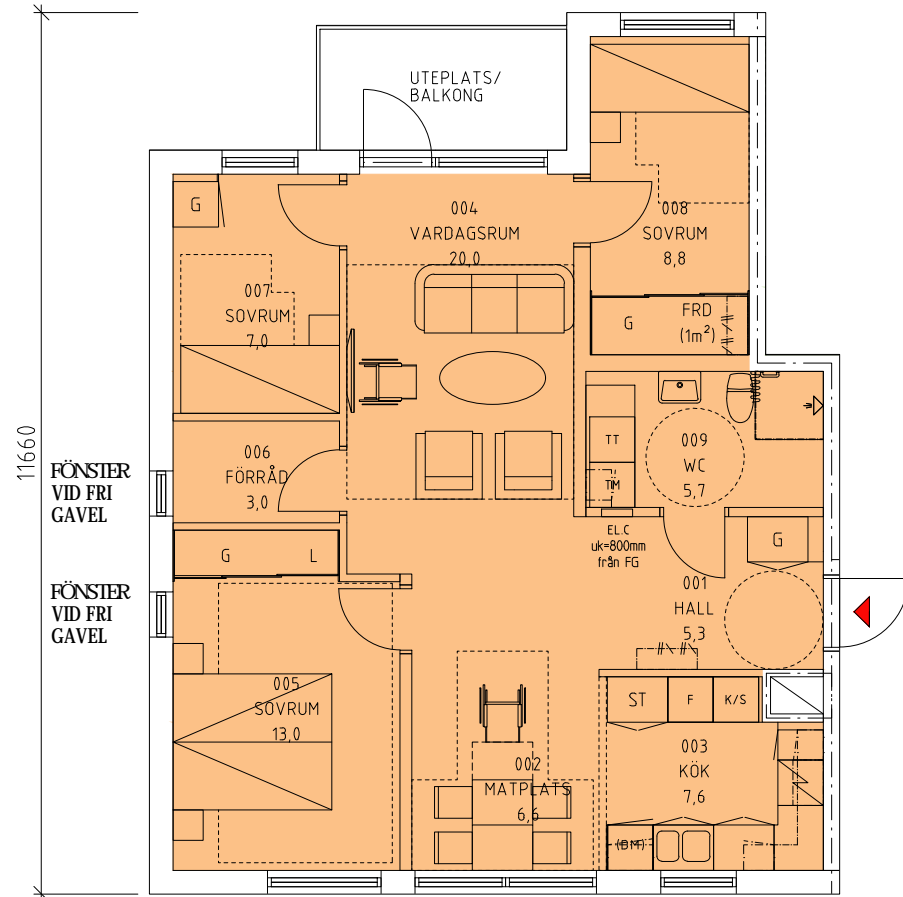 UTEPLATS/
BALKONG
11660
G
004
VARDAGSRUM
20,0
008
SOVRUM
8,8
007
SOVRUM
7,0
G
FRD
(1m²)
006
FÖRRÅD
3,0
TT
TM
009
WC
5,7
FÖNSTER
VID FRI
GAVEL
EL.C
uk=800mm
från FG
G
G
L
001
HALL
5,3
FÖNSTER
VID FRI
GAVEL
005
SOVRUM
13,0
ST
F
K/S
002
MATPLATS
6,6
003
KÖK
7,6
(DM)